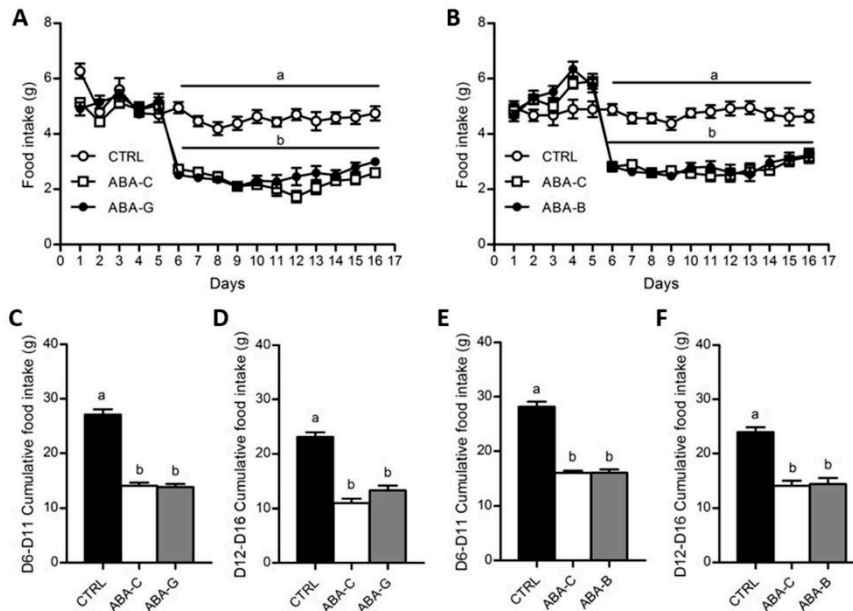 A
Food intake (g)
8
6
4
2
0
a
b
CTRL
ABA-C
ABA-G
0 1 2 3 4 5 6 7 8 9 10 11 12 13 14 15 16 17
Days
B
Food intake (g)
8
6
4
2
0
a
b
CTRL
ABA-C
ABA-B
0 1 2 3 4 5 6 7 8 9 10 11 12 13 14 15 16 17
Days
C
D6-D11 Cumulative food intake (g)
40
30
20
10
0
a
b
b
CTRL
ABA-C
ABA-G
D
D12-D16 Cumulative food intake (g)
40
30
20
10
0
a
b
b
CTRL
ABA-C
ABA-G
E
D6-D11 Cumulative food intake (g)
40
30
20
10
0
a
b
b
CTRL
ABA-C
ABA-B
F
D12-D16 Cumulative food intake (g)
40
30
20
10
0
a
b
b
CTRL
ABA-C
ABA-B